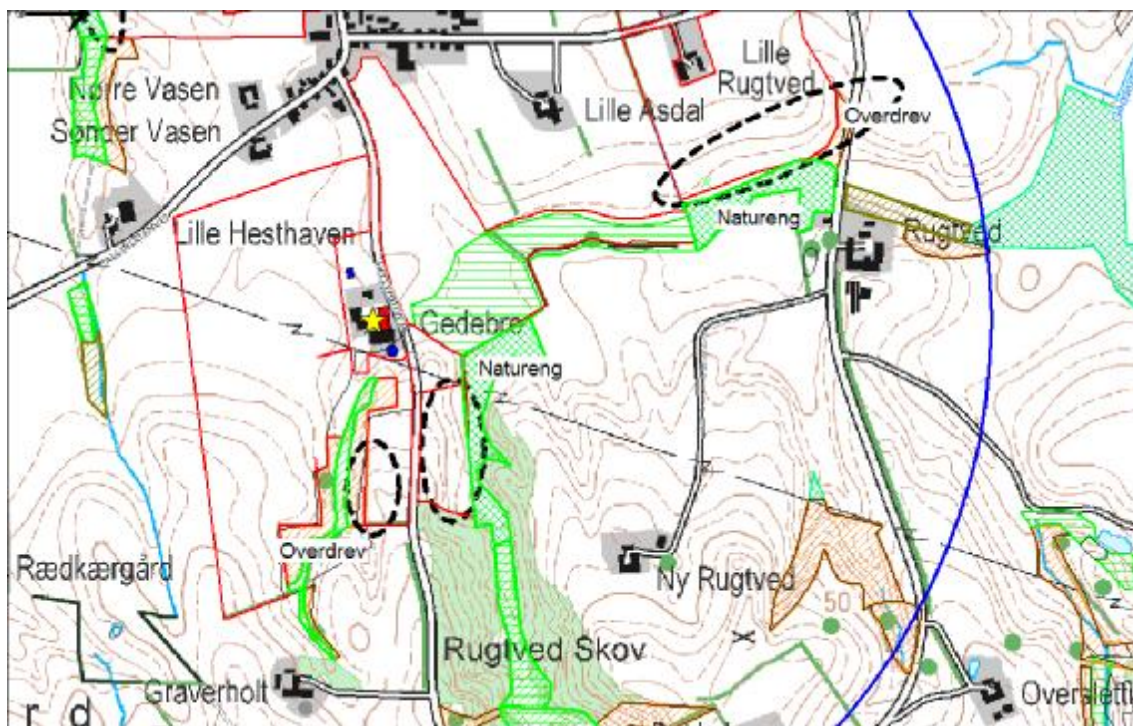 Lille
Rugtved
Nørre Vasen
Sønder Vasen
Lille Asdal
Overdrev
Natureng
Lille Hesthaven
Rugtved
Gedebro
Natureng
Overdrev
Rædkærgård
Ny Rugtved
50
Rugtved Skov
Graverholt
r d